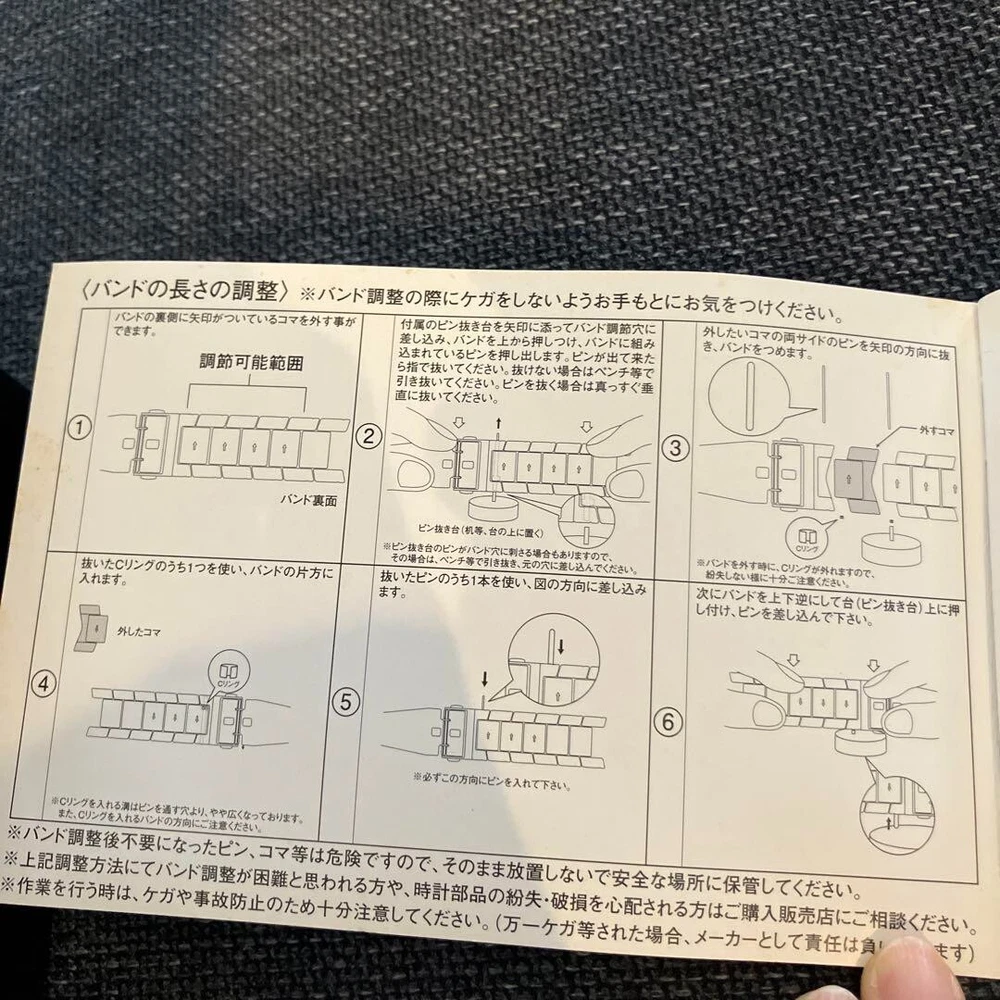 〈バンドの長さの調整〉 ※バンド調整の際にケガをしないようお手もとにお気をつけください。
①
バンドの裏側に矢印がついているコマを外す事が
できます。
調節可能範囲
バンド裏面
②
付属のピン抜き台を矢印に添ってバンド調節穴に
差し込み、バンドを上から押しつけ、バンドに組み
込まれているピンを押し出します。ピンが出て来た
ら指で抜いてください。抜けない場合はペンチ等で
引き抜いてください。ピンを抜く場合は真っすぐ垂
直に抜いてください。
ピン抜き台(机等、台の上に置く)
※ピン抜き台のピンがバンド穴に刺さる場合もありますので、
その場合は、ペンチ等で引き抜き、元の穴に差し込んでください。
③
外したいコマの両サイドのピンを矢印の方向に抜
き、バンドをつめます。
外すコマ
Cリング
※バンドを外す時に、Cリングが外れますので、
紛失しない様に十分ご注意ください。
④
抜いたCリングのうち1つを使い、バンドの片方に
入れます。
外したコマ
Cリング
※Cリングを入れる溝はピンを通す穴より、やや広くなっております。
また、Cリングを入れるバンドの方向にご注意ください。
⑤
抜いたピンのうち1本を使い、図の方向に差し込み
ます。
※必ずこの方向にピンを入れて下さい。
⑥
次にバンドを上下逆にして台(ピン抜き台)上に押
し付け、ピンを差し込んで下さい。
※バンド調整後不要になったピン、コマ等は危険ですので、そのまま放置しないで安全な場所に保管してください。
※上記調整方法にてバンド調整が困難と思われる方や、時計部品の紛失・破損を心配される方はご購入販売店にご相談ください。
※作業を行う時は、ケガや事故防止のため十分注意してください。(万一ケガ等された場合、メーカーとして責任は負い ます)